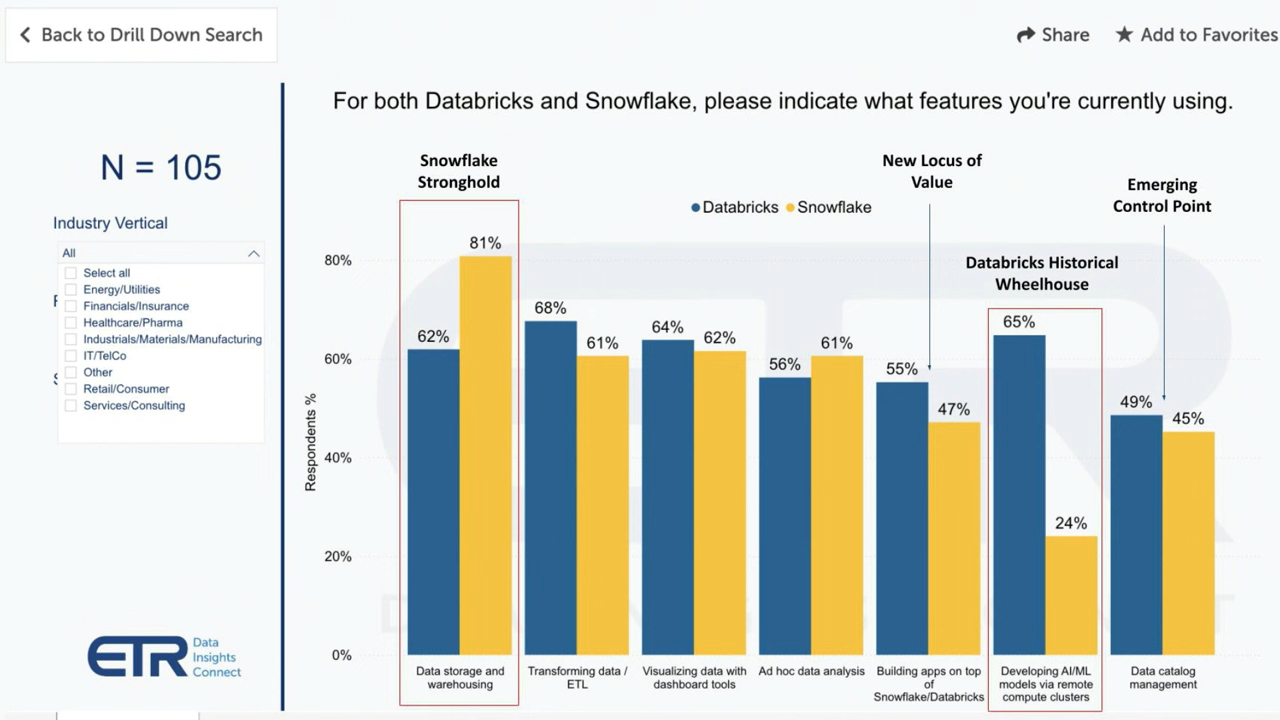 Back to Drill Down Search
Share
Add to Favorites
For both Databricks and Snowflake, please indicate what features you're currently using.
N = 105
Industry Vertical
All
Select all
Energy/Utilities
Financials/Insurance
Healthcare/Pharma
Industrials/Materials/Manufacturing
IT/TelCo
Other
Retail/Consumer
Services/Consulting
ETR
Data
Insights
Connect
Snowflake
Stronghold
New Locus of
Value
Emerging
Control Point
Databricks
Snowflake
Databricks Historical
Wheelhouse
Respondents %
80%
60%
40%
20%
0%
62%
81%
68%
61%
64%
62%
56%
61%
55%
47%
65%
24%
49%
45%
Data storage and
warehousing
Transforming data /
ETL
Visualizing data with
dashboard tools
Ad hoc data analysis
Building apps on top
of
Snowflake/Databricks
Developing AI/ML
models via remote
compute clusters
Data catalog
management